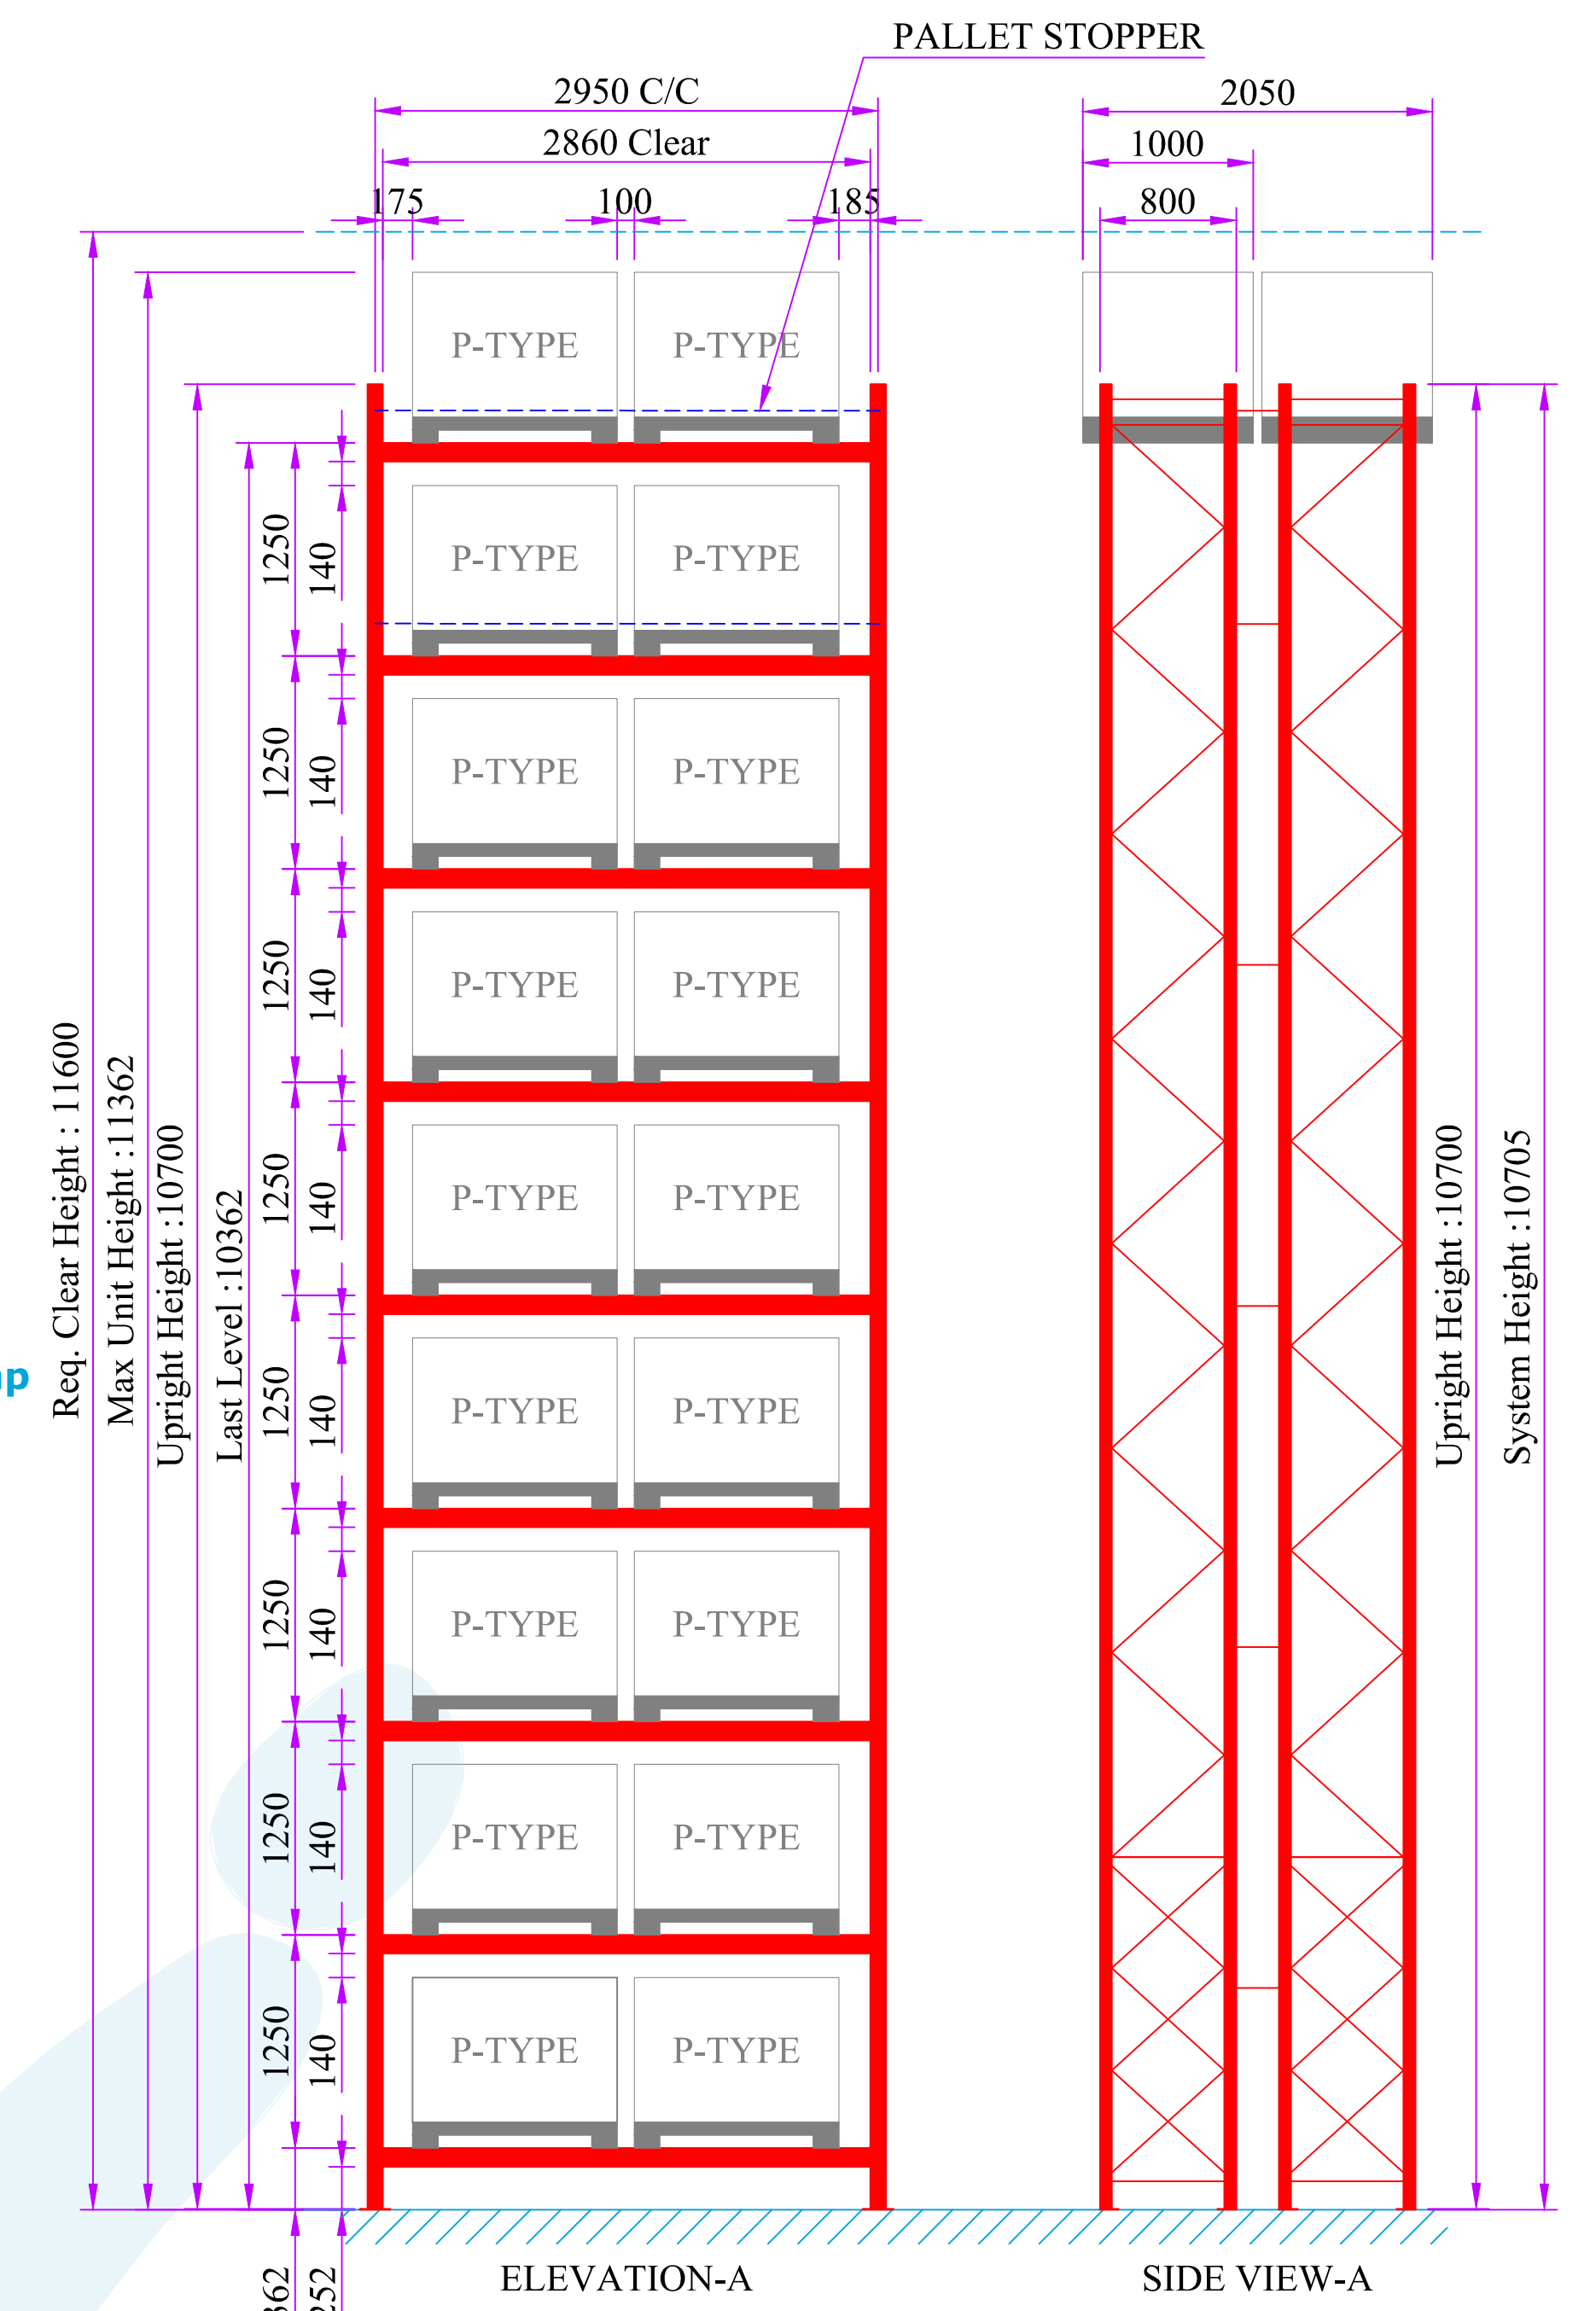 PALLET STOPPER
2950 C/C
2050
2860 Clear
1000
175
100
185
800
P-TYPE P-TYPE
1250
140
P-TYPE P-TYPE
1250
140
P-TYPE P-TYPE
1250
140
P-TYPE P-TYPE
1250
140
P-TYPE P-TYPE
1250
140
P-TYPE P-TYPE
1250
140
P-TYPE P-TYPE
1250
140
P-TYPE P-TYPE
1250
140
P-TYPE P-TYPE
Req. Clear Height : 11600
Max Unit Height :11362
Upright Height :10700
Last Level :10362
Upright Height :10700
System Height :10705
ELEVATION-A
SIDE VIEW-A